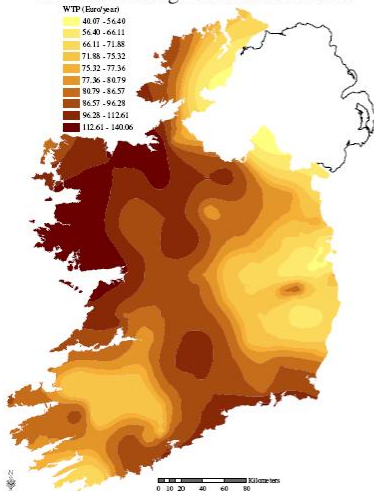 WTP (Euro/year)
40.07 - 56.40
56.40 - 66.11
66.11 - 71.88
71.88 - 75.32
75.32 - 77.36
77.36 - 80.79
80.79 - 86.57
86.57 - 96.28
96.28 - 112.61
112.61 - 140.06
Kilometers
0 10 20 40 60 80